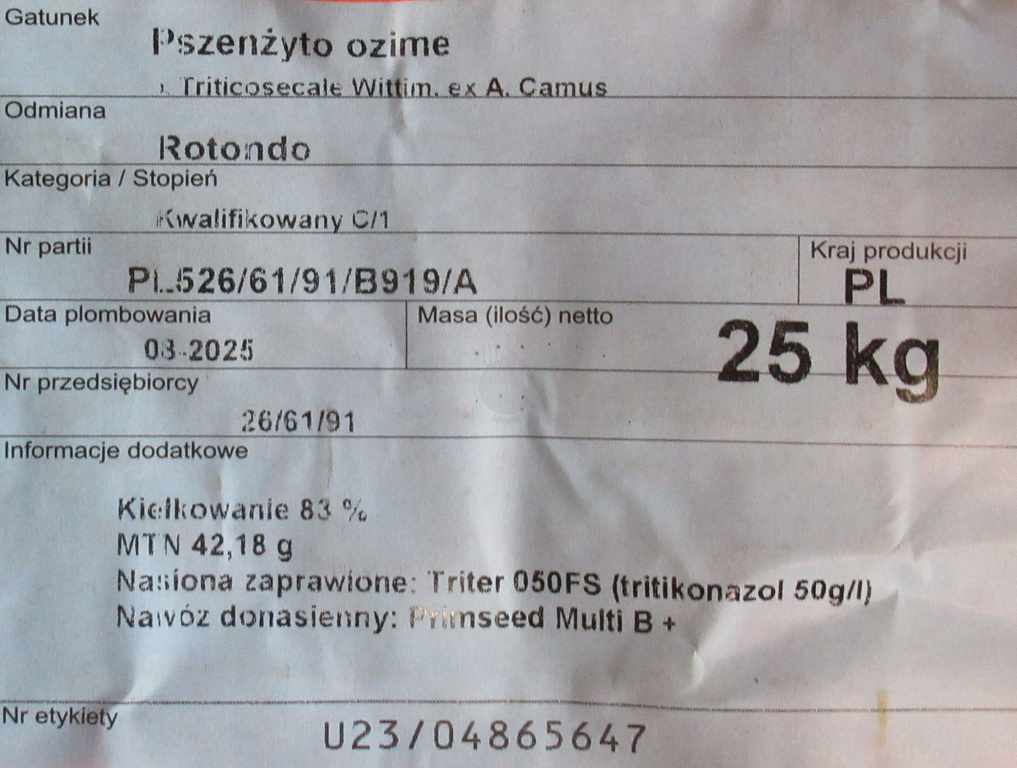 Gatunek
Pszenżyto ozime
x Triticosecale Wittim. ex A. Camus
Odmiana
Rotondo
Kategoria / Stopień
Kwalifikowany C/1
Nr partii
PL526/61/91/B919/A
Kraj produkcji
PL
Data plombowania
08-2025
Masa (ilość) netto
25 kg
Nr przedsiębiorcy
26/61/91
Informacje dodatkowe
Kiełkowanie 83 %
MTN 42,18 g
Nasiona zaprawione: Triter 050FS (tritikonazol 50g/l)
Nawóz donasienny: Primseed Multi B +
Nr etykiety
U23/04865647